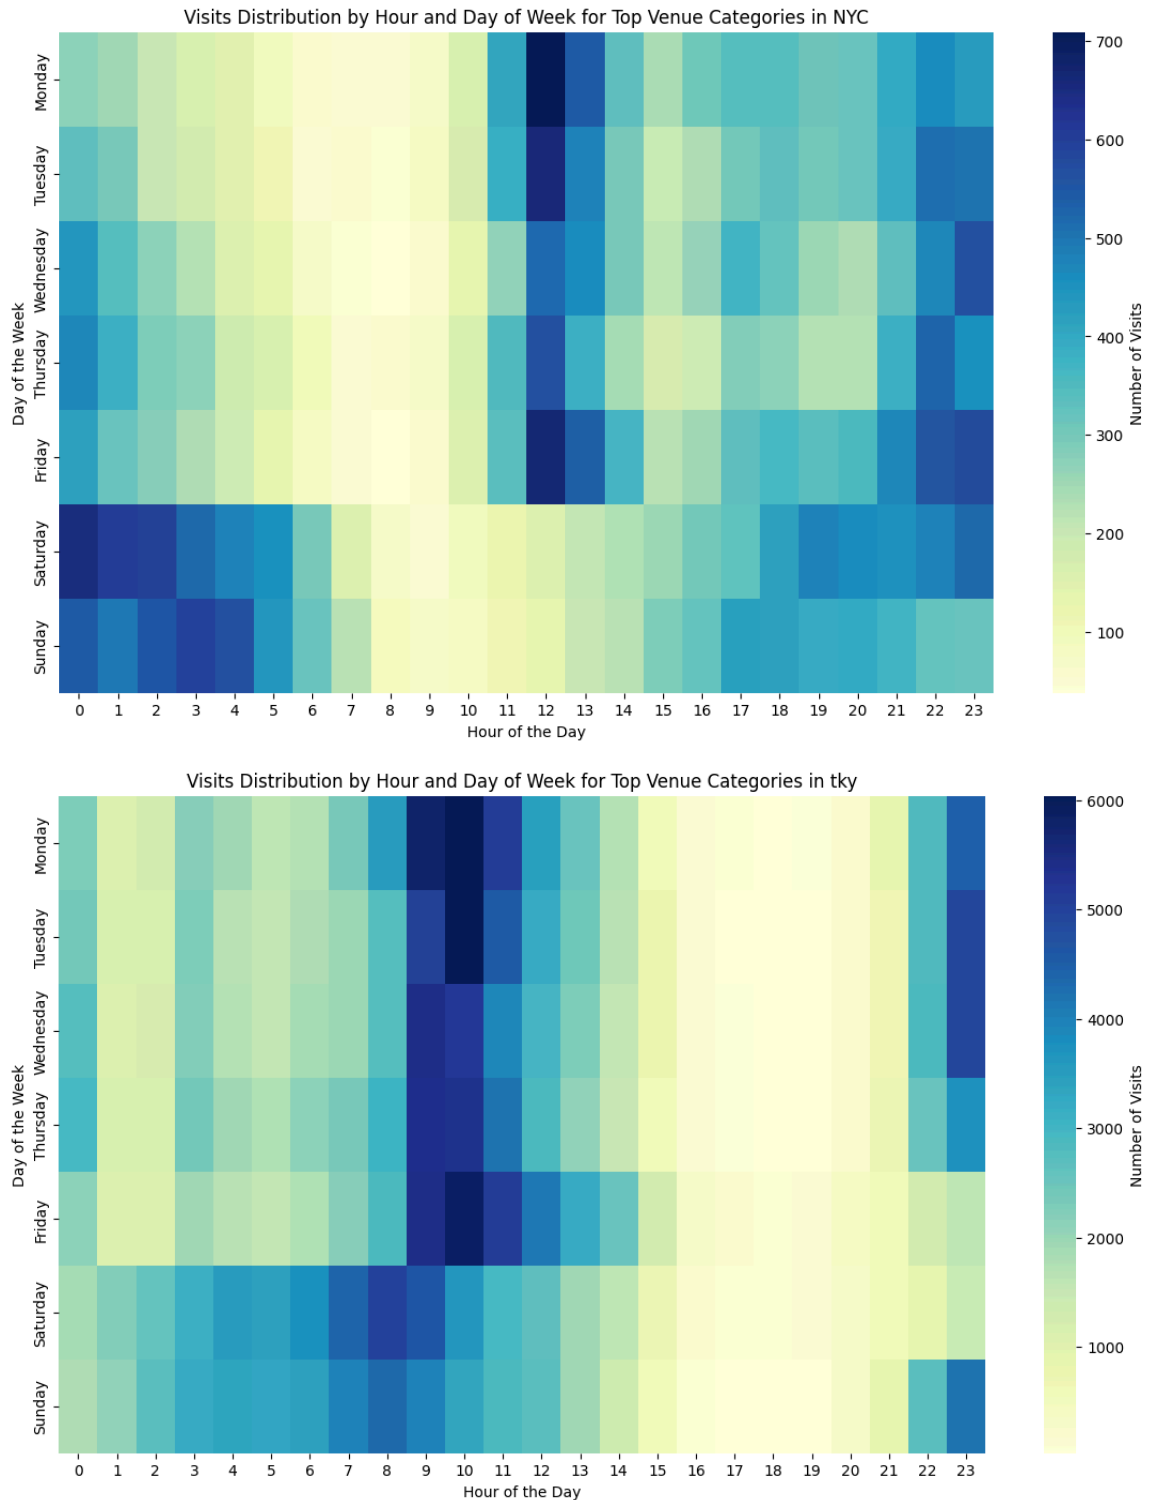 Visits Distribution by Hour and Day of Week for Top Venue Categories in NYC
Day of the Week
Monday
Tuesday
Wednesday
Thursday
Friday
Saturday
Sunday
0 1 2 3 4 5 6 7 8 9 10 11 12 13 14 15 16 17 18 19 20 21 22 23
Hour of the Day
700
600
500
400
300
200
100
Number of Visits
Visits Distribution by Hour and Day of Week for Top Venue Categories in tky
Day of the Week
Monday
Tuesday
Wednesday
Thursday
Friday
Saturday
Sunday
0 1 2 3 4 5 6 7 8 9 10 11 12 13 14 15 16 17 18 19 20 21 22 23
Hour of the Day
6000
5000
4000
3000
2000
1000
Number of Visits